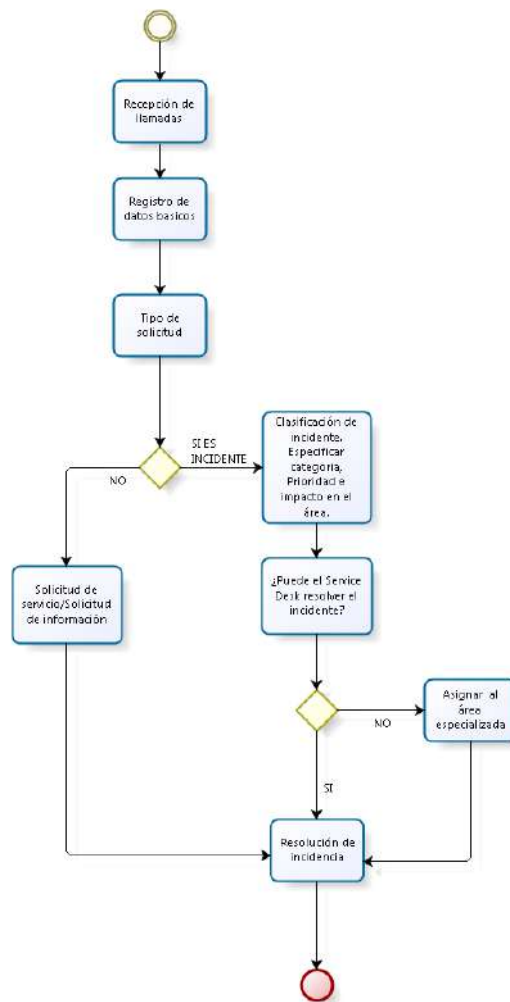 Recepción de
llamadas
Registro de
datos basicos
Tipo de
solicitud
SI ES
INCIDENTE
NO
Clasificación de
incidente.
Especificar
categoria,
Prioridad e
impacto en el
área.
Solicitud de
servicio/Solicitud
de información
¿Puede el Service
Desk resolver el
incidente?
Asignar al
área
especializada
NO
SI
Resolución de
incidencia